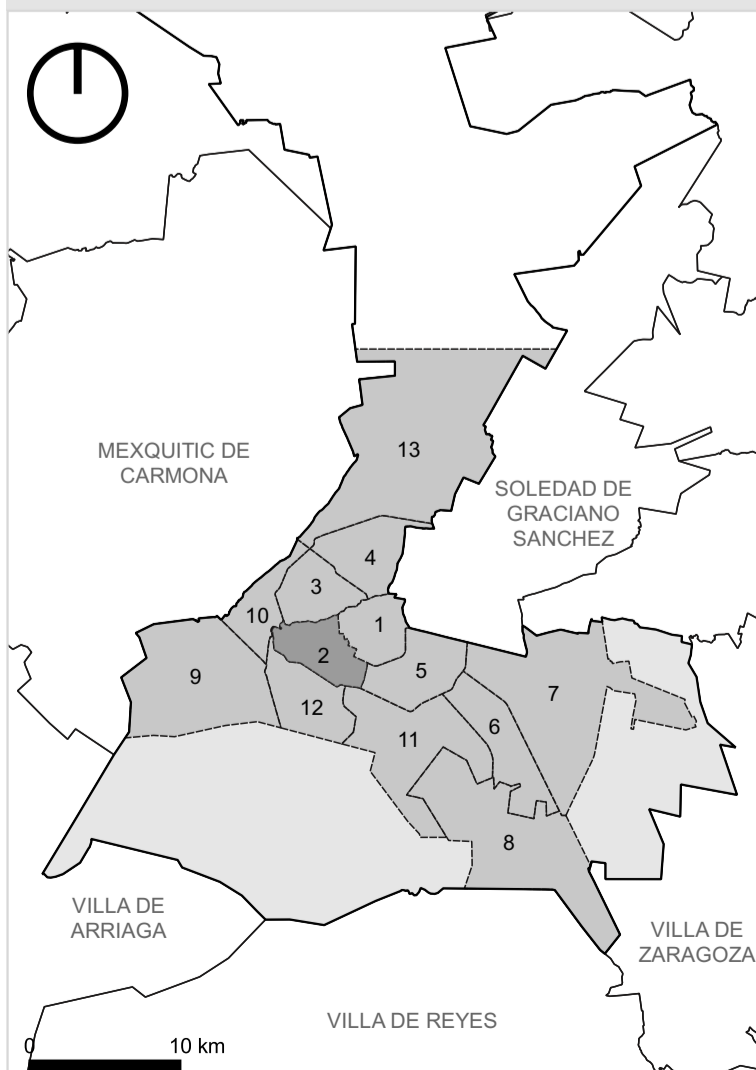 13
MEXQUITIC DE
CARMONA
SOLEDAD DE
GRACIANO
SANCHEZ
4
3
10
1
2
5
9
7
12
6
11
8
VILLA DE
ARRIAGA
VILLA DE
ZARAGOZA
VILLA DE REYES
0 10 km